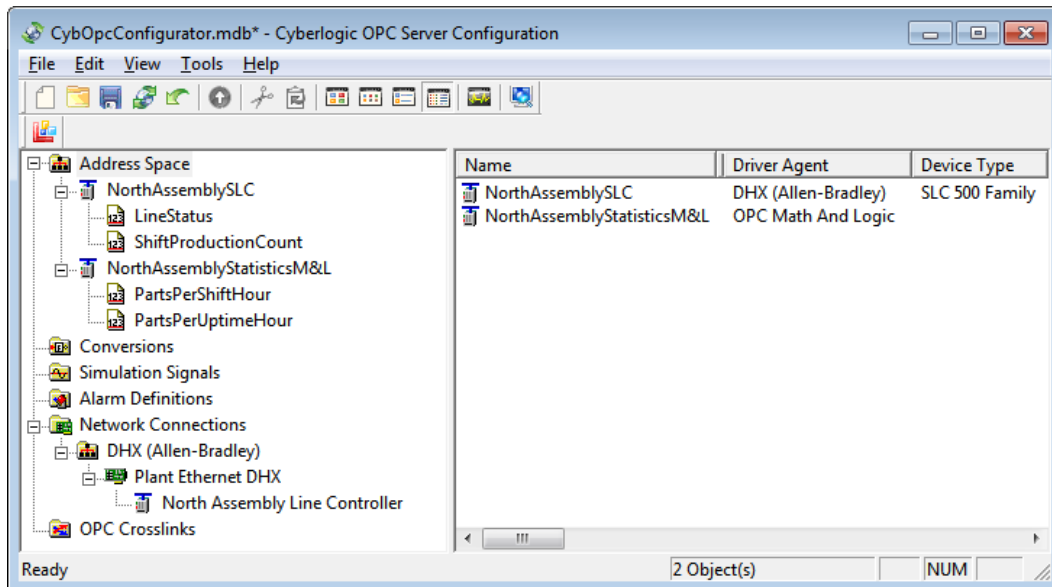 CybOpcConfigurator.mdb* - Cyberlogic OPC Server Configuration
File Edit View Tools Help
Address Space
NorthAssemblySLC
LineStatus
ShiftProductionCount
NorthAssemblyStatisticsM&L
PartsPerShiftHour
PartsPerUptimeHour
Conversions
Simulation Signals
Alarm Definitions
Network Connections
DHX (Allen-Bradley)
Plant Ethernet DHX
North Assembly Line Controller
OPC Crosslinks
Name Driver Agent Device Type
NorthAssemblySLC DHX (Allen-Bradley) SLC 500 Family
NorthAssemblyStatisticsM&L OPC Math And Logic
Ready 2 Object(s) NUM